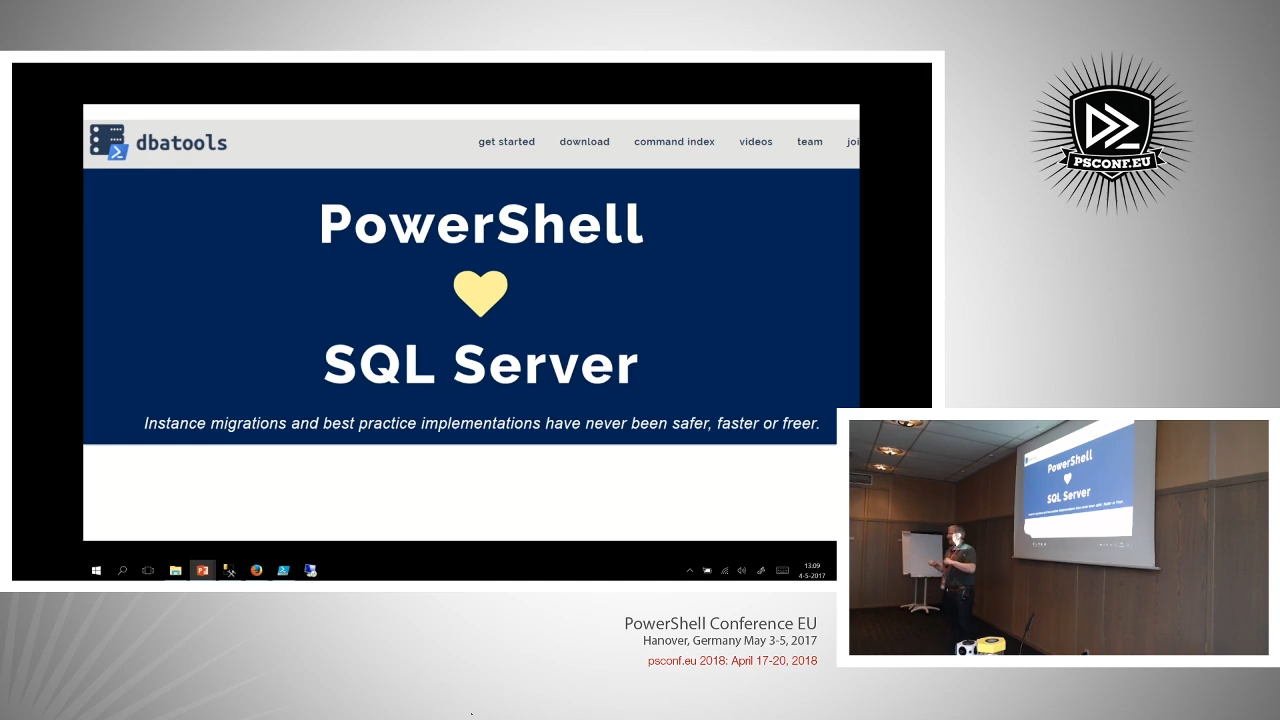 dbatools
get started download command index videos team joi
PowerShell
SQL Server
Instance migrations and best practice implementations have never been safer, faster or freer.
13:09
4-5-2017
PSCONF.EU
PowerShell
SQL Server
PowerShell Conference EU
Hanover, Germany May 3-5, 2017
psconf.eu 2018: April 17-20, 2018